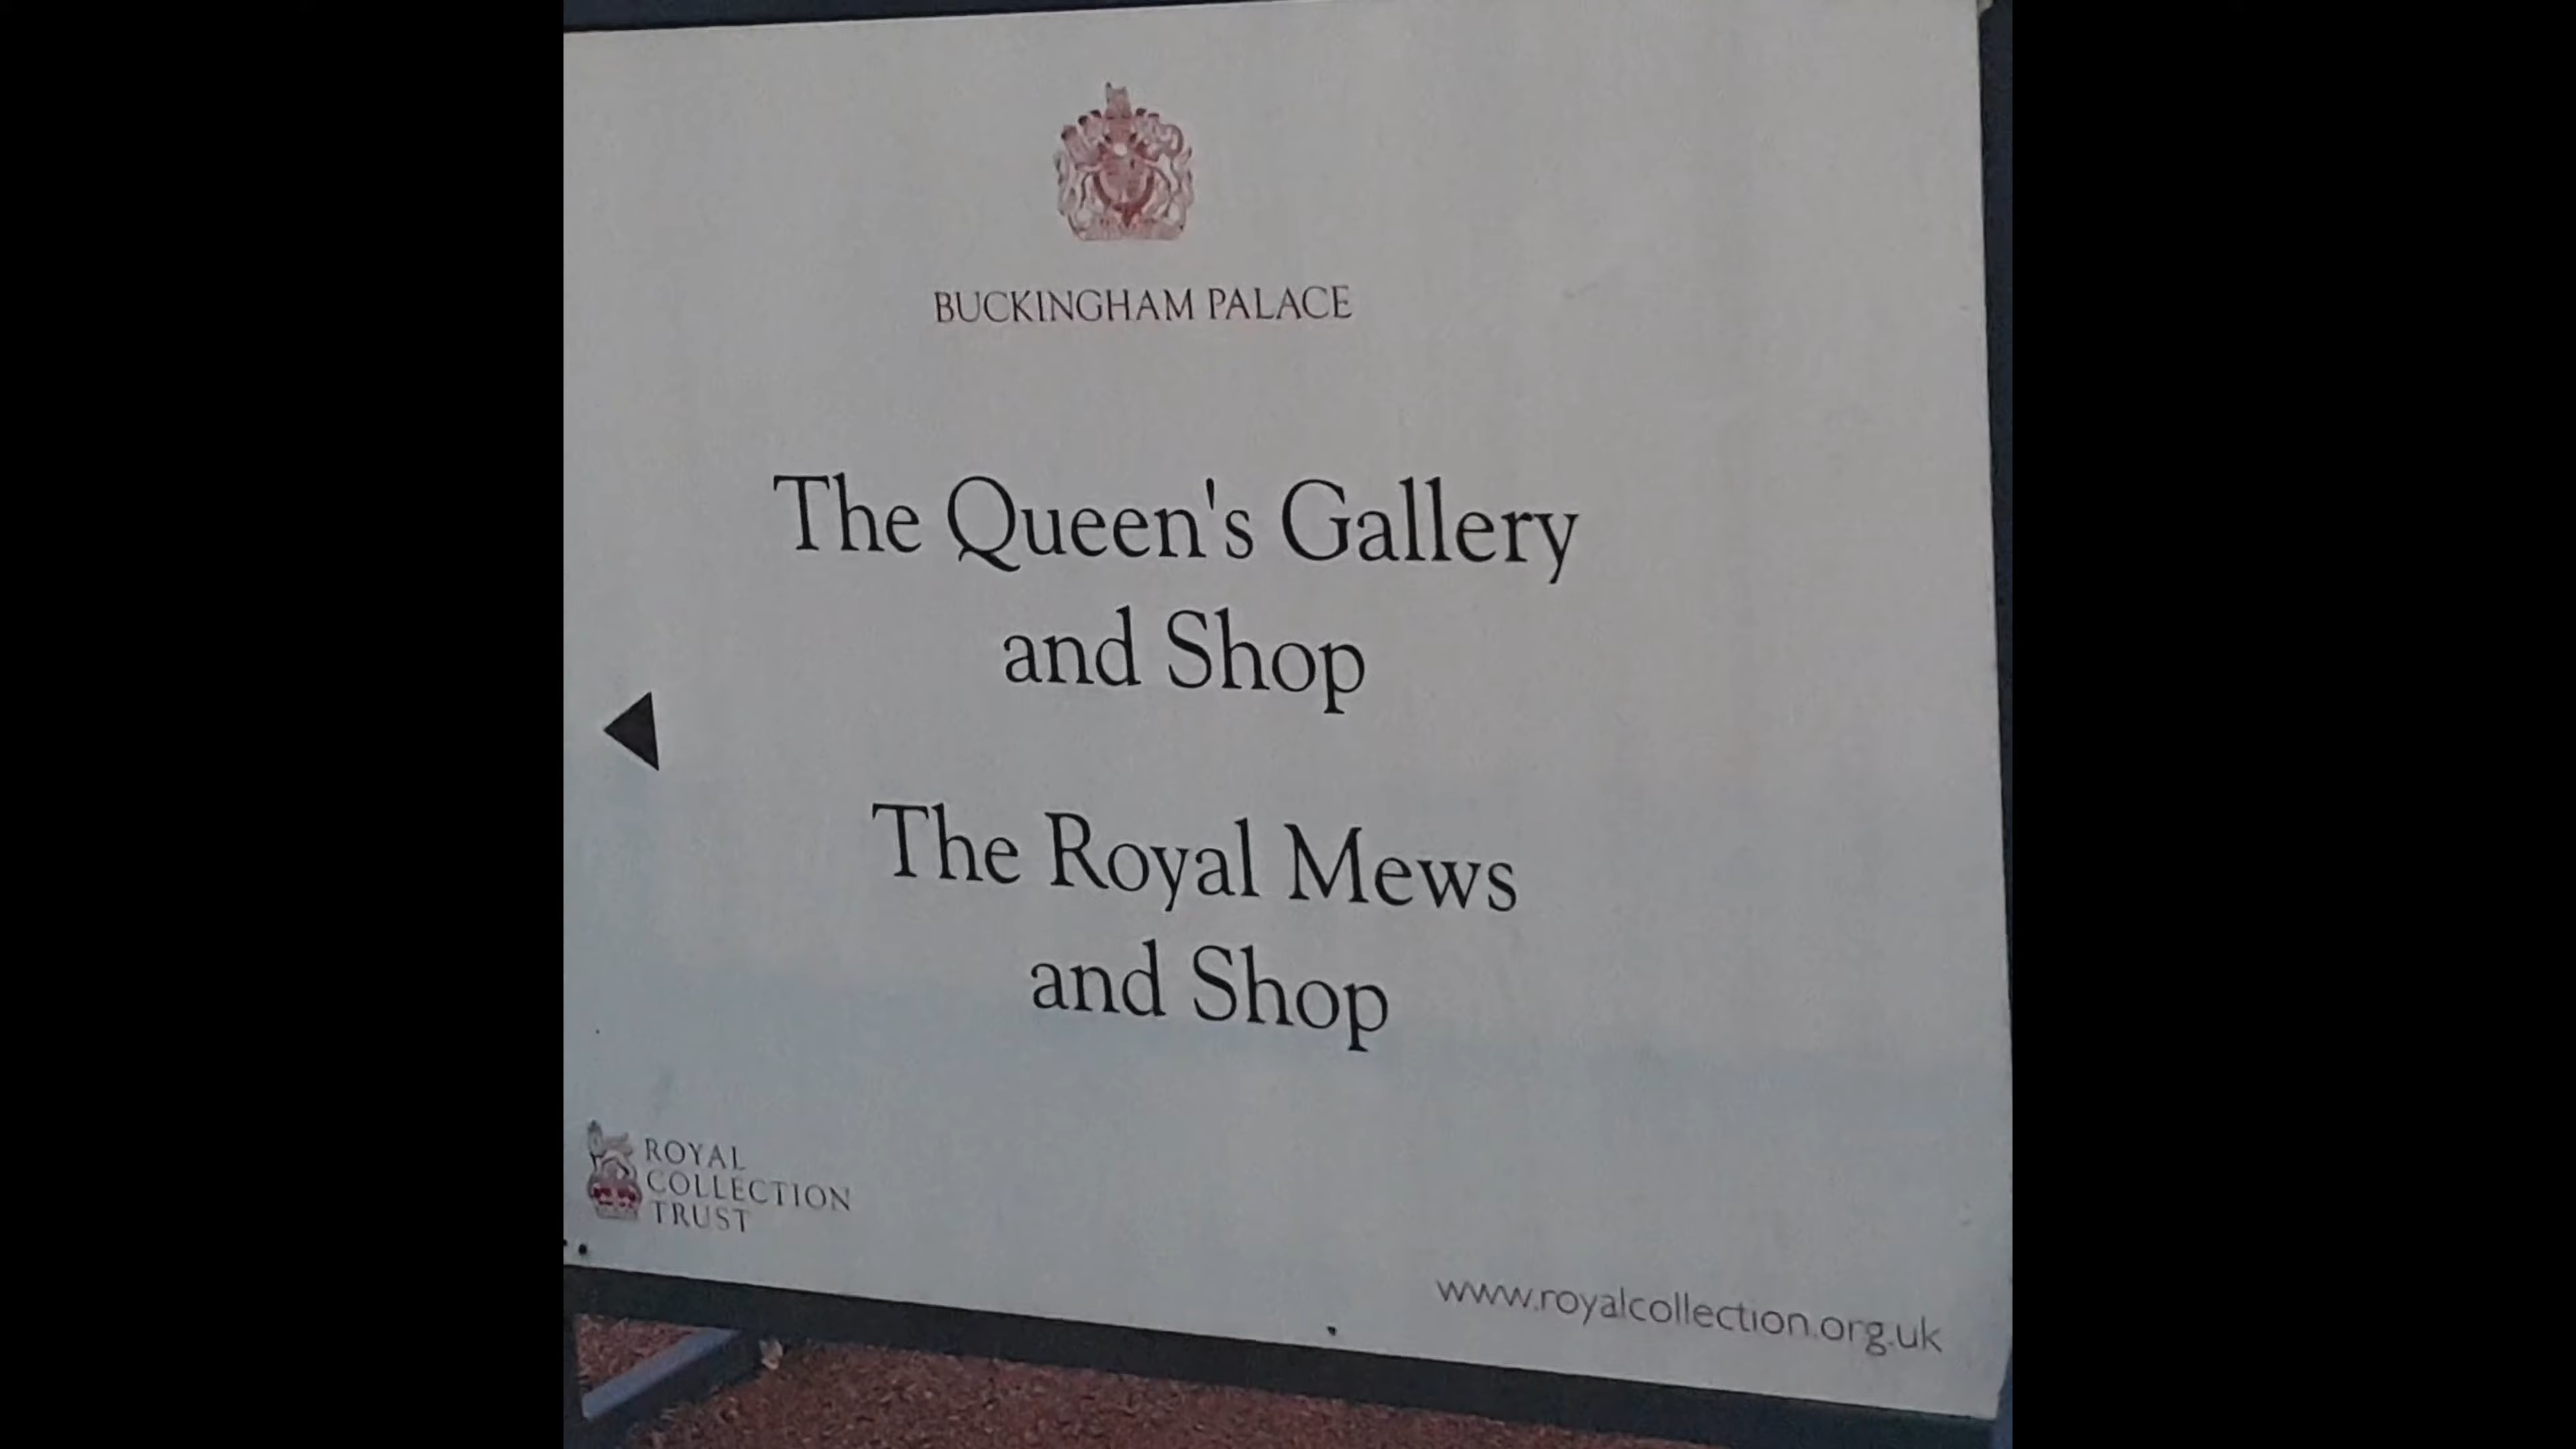 BUCKINGHAM PALACE
The Queen's Gallery
and Shop
The Royal Mews
and Shop
ROYAL
COLLECTION
TRUST
www.royalcollection.org.uk